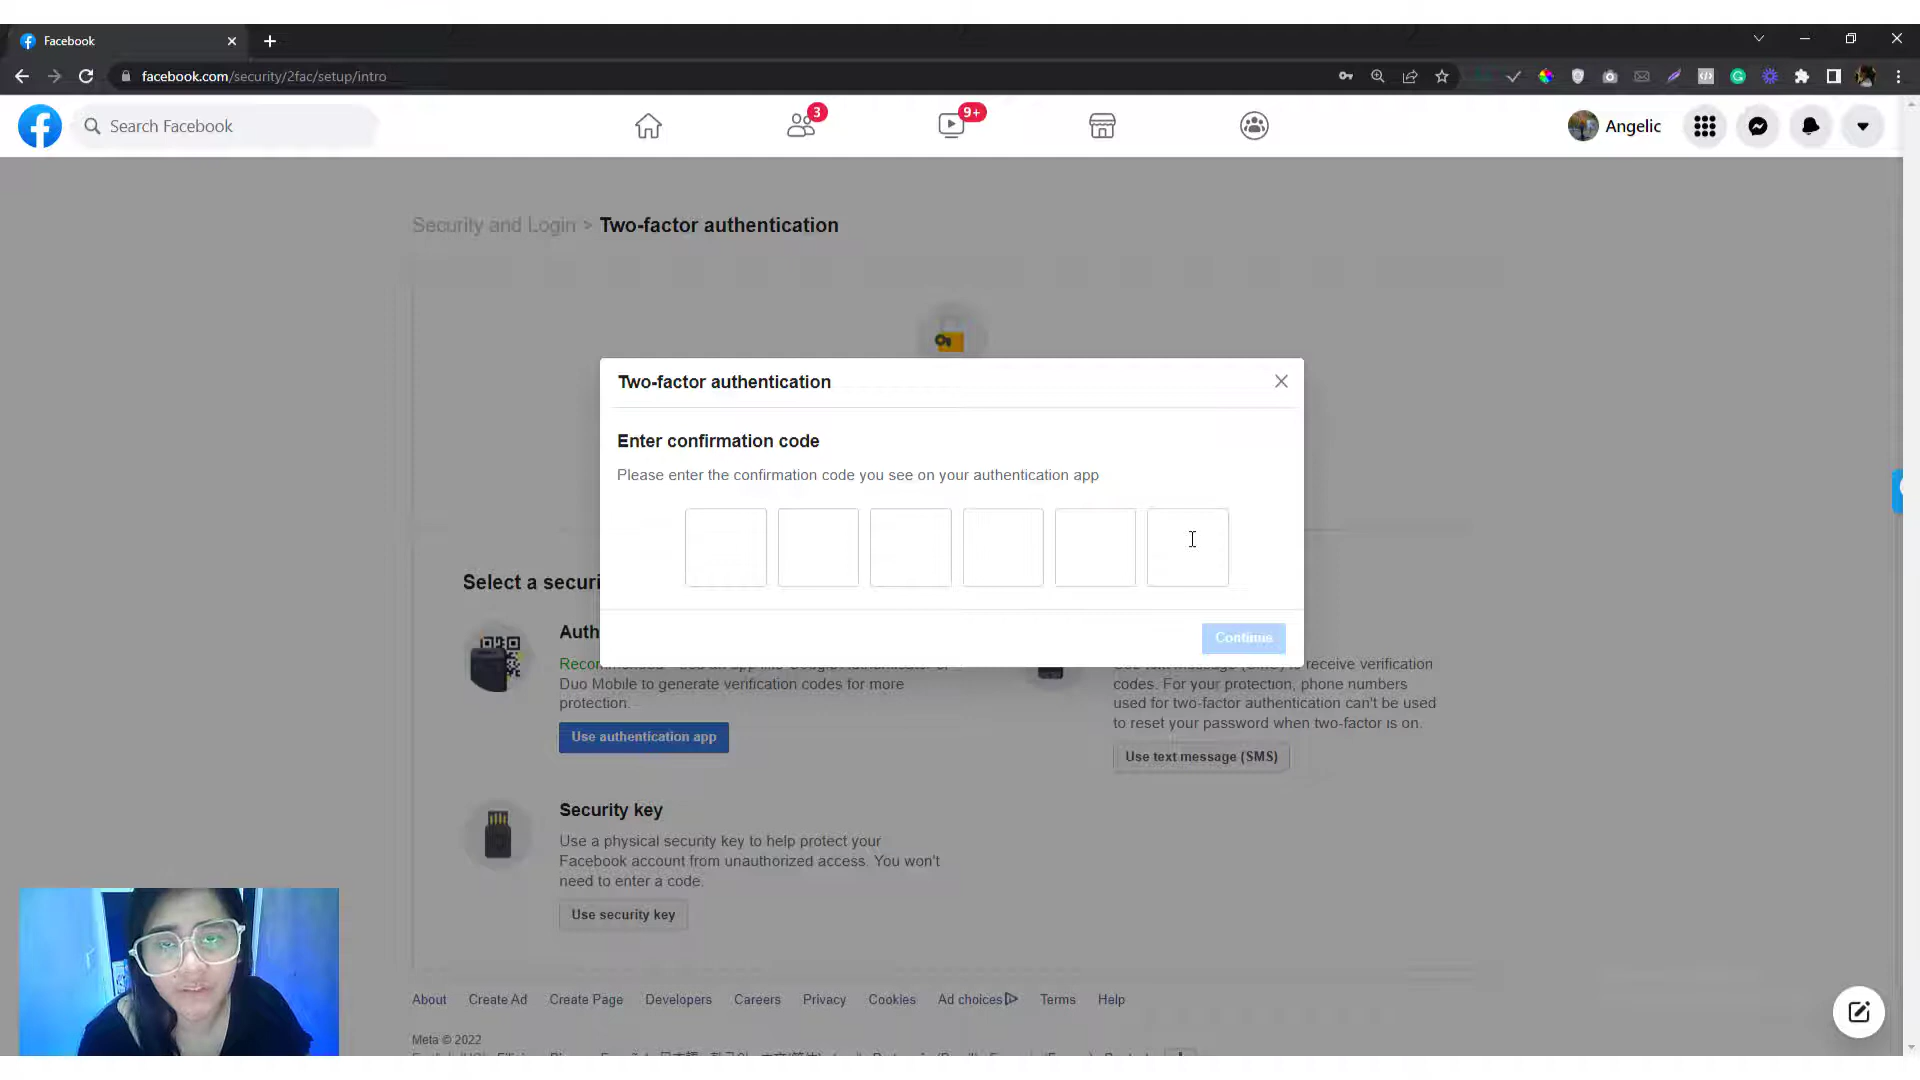 Facebook
facebook.com/security/2fac/setup/intro
Search Facebook
3
9+
Angelic
Security and Login > Two-factor authentication
Two-factor authentication
Enter confirmation code
Please enter the confirmation code you see on your authentication app
Continue
Select a securi
Auth
Recom
Duo Mobile to generate verification codes for more
protection.
Use authentication app
receive verification
codes. For your protection, phone numbers
used for two-factor authentication can't be used
to reset your password when two-factor is on.
Use text message (SMS)
Security key
Use a physical security key to help protect your
Facebook account from unauthorized access. You won't
need to enter a code.
Use security key
About Create Ad Create Page Developers Careers Privacy Cookies Ad choices Terms Help
Meta © 2022